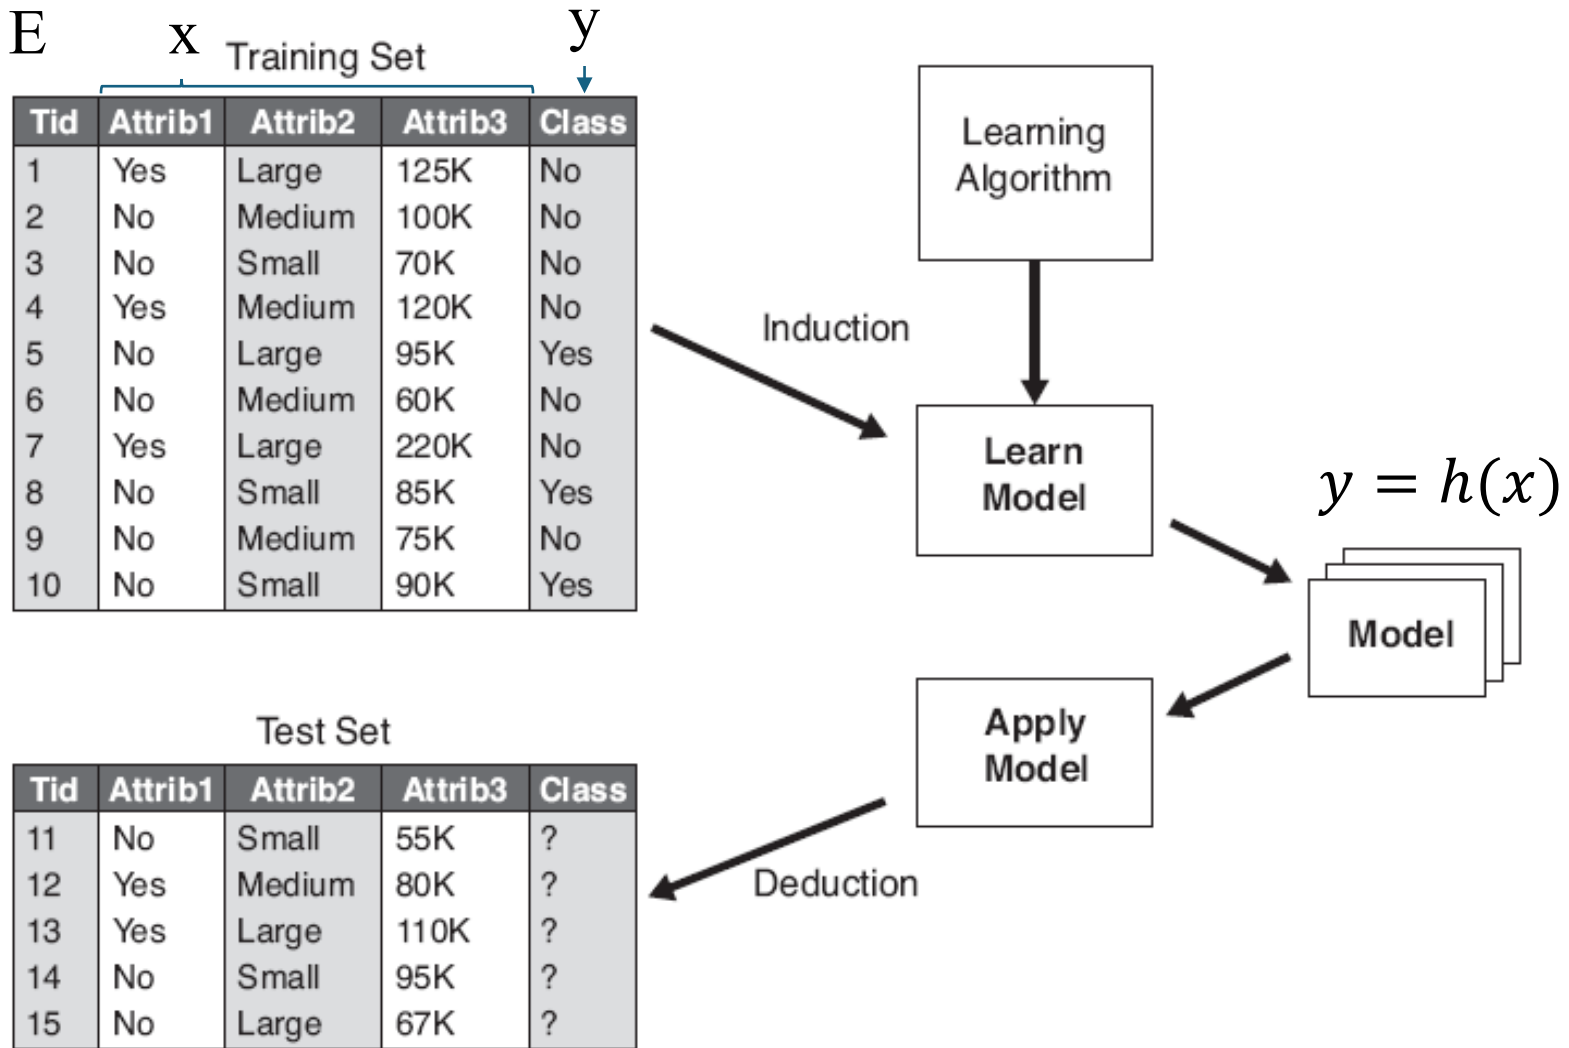 E
x
y
Training Set
Tid Attrib1 Attrib2 Attrib3 Class
1 Yes Large 125K No
2 No Medium 100K No
3 No Small 70K No
4 Yes Medium 120K No
5 No Large 95K Yes
6 No Medium 60K No
7 Yes Large 220K No
8 No Small 85K Yes
9 No Medium 75K No
10 No Small 90K Yes
Learning
Algorithm
Induction
Learn
Model
y = h(x)
Model
Apply
Model
Deduction
Test Set
Tid Attrib1 Attrib2 Attrib3 Class
11 No Small 55K ?
12 Yes Medium 80K ?
13 Yes Large 110K ?
14 No Small 95K ?
15 No Large 67K ?